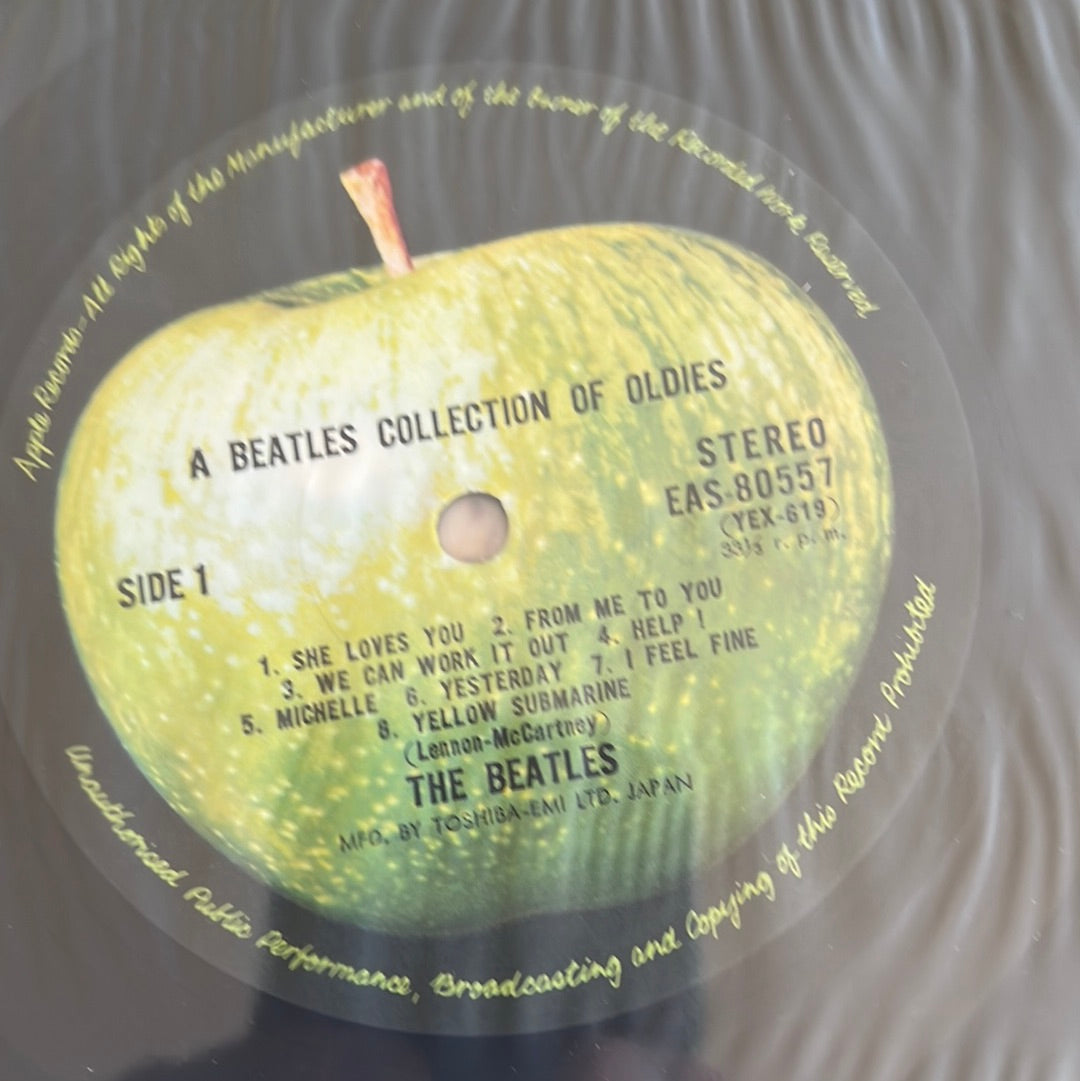 Apple Records-All Rights of the Manufacturer and of the Owner of the Recorded Work Reserved
A BEATLES COLLECTION OF OLDIES
STEREO
EAS-80557
(YEX-619)
33⅓ r. p. m.
SIDE 1
1. SHE LOVES YOU 2. FROM ME TO YOU
3. WE CAN WORK IT OUT 4. HELP !
5. MICHELLE 6. YESTERDAY 7. I FEEL FINE
8. YELLOW SUBMARINE
(Lennon-McCartney)
THE BEATLES
MFD. BY TOSHIBA-EMI LTD. JAPAN
Unauthorised Public Performance, Broadcasting and Copying of this Record Prohibited